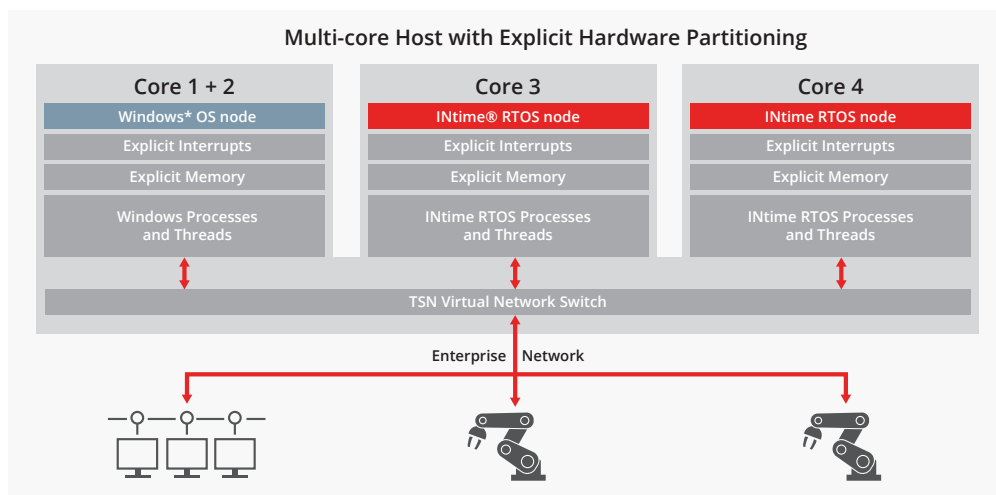 Multi-core Host with Explicit Hardware Partitioning
Core 1 + 2
Windows* OS node
Explicit Interrupts
Explicit Memory
Windows Processes
and Threads
Core 3
INtime® RTOS node
Explicit Interrupts
Explicit Memory
INtime RTOS Processes
and Threads
Core 4
INtime RTOS node
Explicit Interrupts
Explicit Memory
INtime RTOS Processes
and Threads
TSN Virtual Network Switch
Enterprise Network